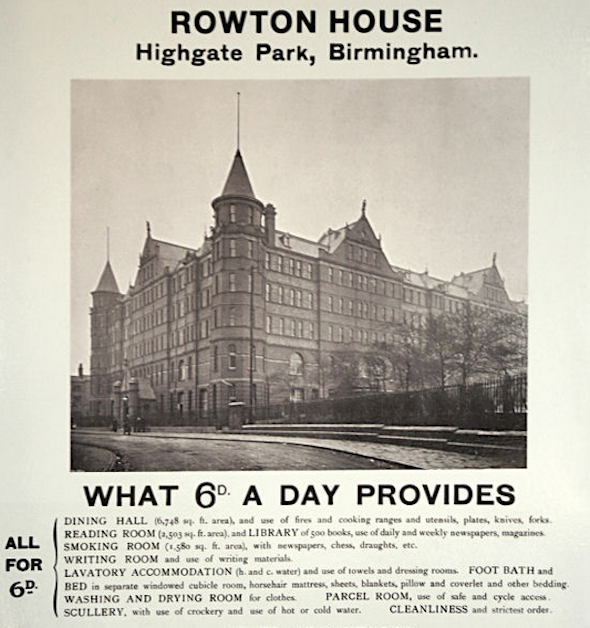 ROWTON HOUSE
Highgate Park, Birmingham.
WHAT 6D. A DAY PROVIDES
ALL
FOR
6D.
DINING HALL (6,748 sq. ft. area), and use of fires and cooking ranges and utensils, plates, knives, forks.
READING ROOM (2,503 sq. ft. area), and LIBRARY of 500 books, use of daily and weekly newspapers, magazines.
SMOKING ROOM (1,580 sq. ft. area), with newspapers, chess, draughts, etc.
WRITING ROOM and use of writing materials.
LAVATORY ACCOMMODATION (h. and c. water) and use of towels and dressing rooms. FOOT BATH and
BED in separate windowed cubicle room, horsehair mattress, sheets, blankets, pillow and coverlet and other bedding.
WASHING AND DRYING ROOM for clothes. PARCEL ROOM, use of safe and cycle access.
SCULLERY, with use of crockery and use of hot or cold water. CLEANLINESS and strictest order.